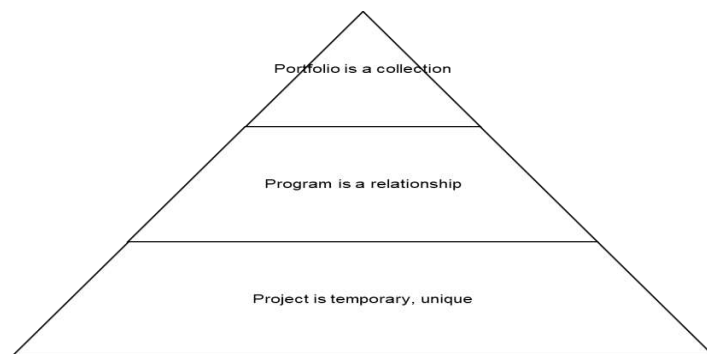 Portfolio is a collection
Program is a relationship
Project is temporary, unique